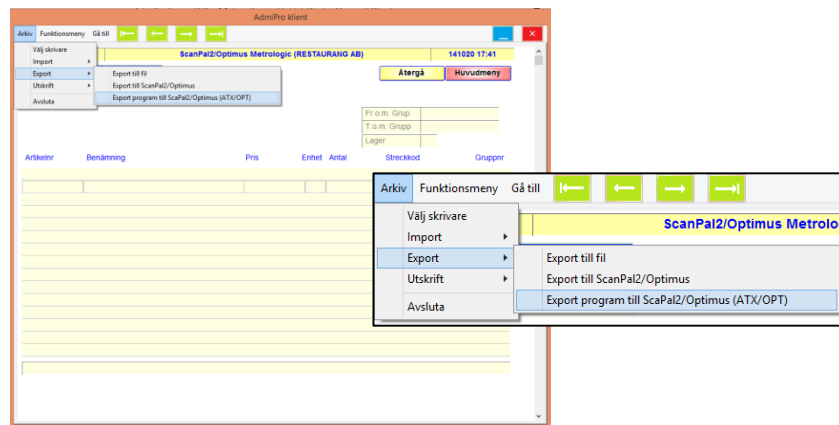 AdmiPro klient
Arkiv Funktionsmeny Gå till
Välj skrivare
Import
Export
Utskrift
Avsluta
Export till fil
Export till ScanPal2/Optimus
Export program till ScaPal2/Optimus (ATX/OPT)
ScanPal2/Optimus Metrologic (RESTAURANG AB)
141020 17:41
Återgå
Huvudmeny
Fr.o.m. Grup
T.o.m. Grupp
Lager
Artikelnr Benämning Pris Enhet Antal Streckkod Gruppnr
Arkiv Funktionsmeny Gå till
Välj skrivare
Import
Export
Utskrift
Avsluta
ScanPal2/Optimus Metrolo
Export till fil
Export till ScanPal2/Optimus
Export program till ScaPal2/Optimus (ATX/OPT)